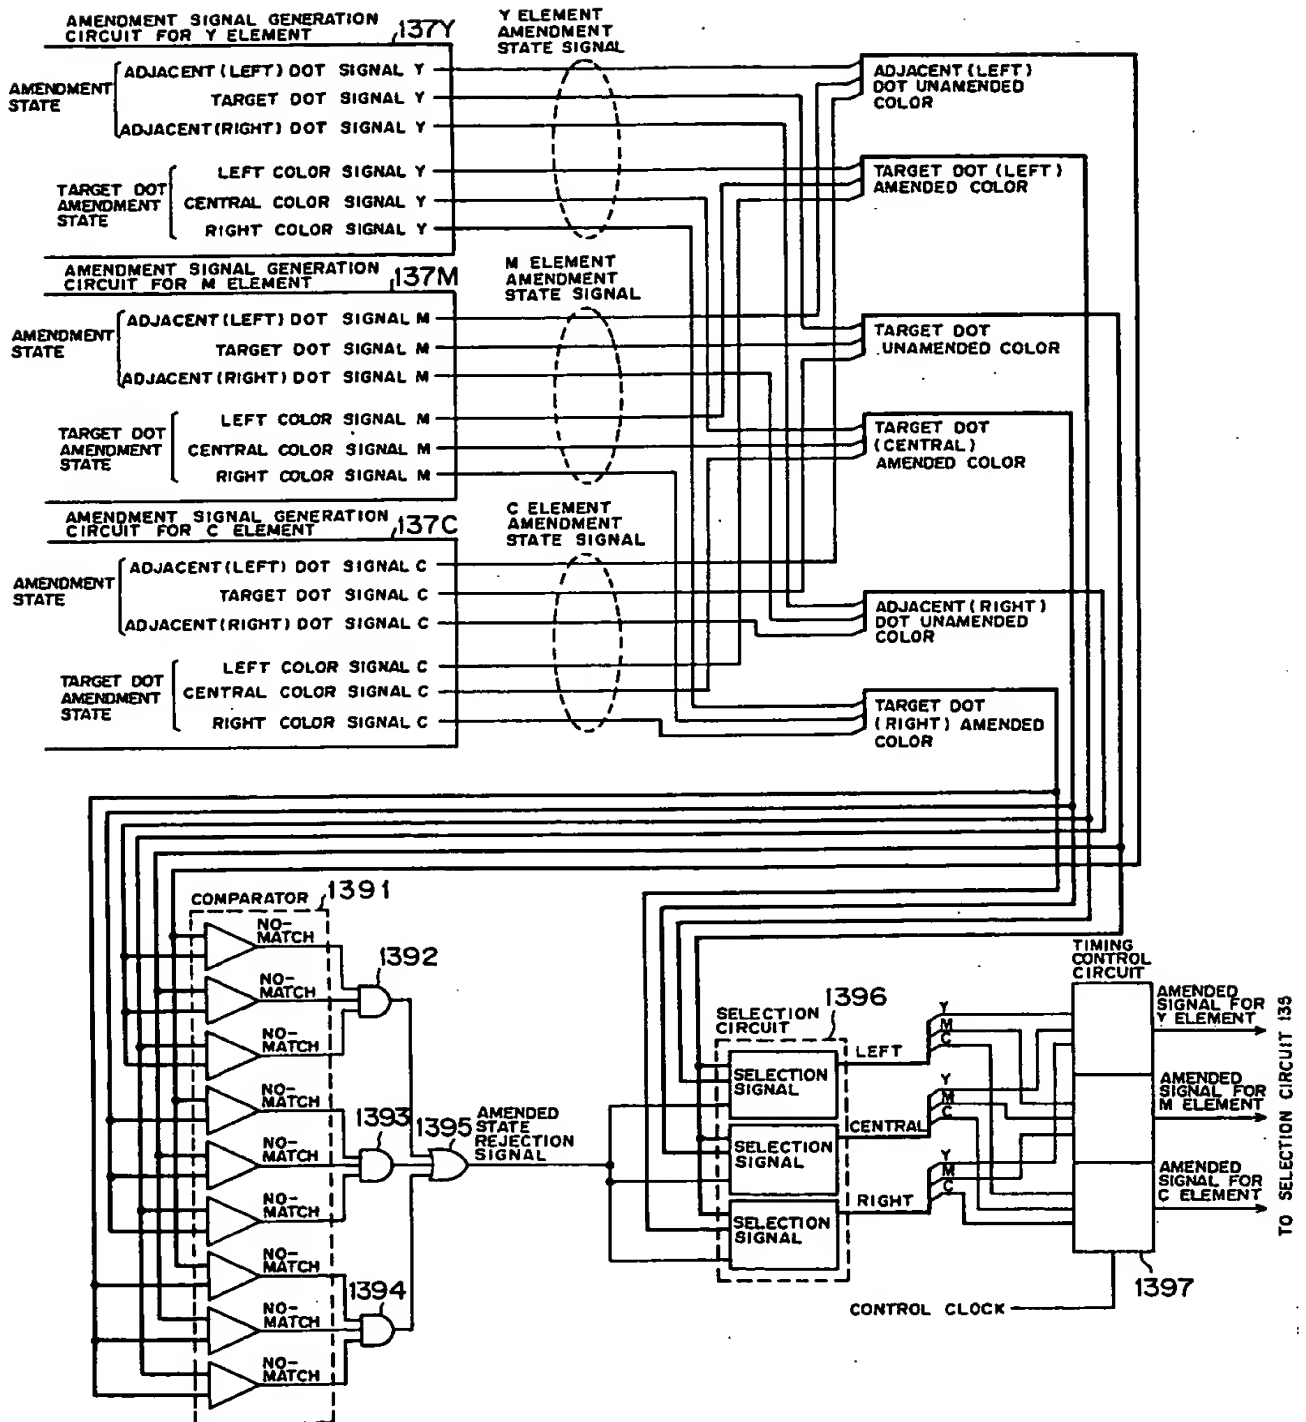 AMENDMENT SIGNAL GENERATION
CIRCUIT FOR Y ELEMENT
137Y
Y ELEMENT
AMENDMENT
STATE SIGNAL
AMENDMENT
STATE
ADJACENT (LEFT) DOT SIGNAL Y
TARGET DOT SIGNAL Y
ADJACENT (RIGHT) DOT SIGNAL Y
TARGET DOT
AMENDMENT
STATE
LEFT COLOR SIGNAL Y
CENTRAL COLOR SIGNAL Y
RIGHT COLOR SIGNAL Y
ADJACENT (LEFT)
DOT UNAMENDED
COLOR
TARGET DOT (LEFT)
AMENDED COLOR
AMENDMENT SIGNAL GENERATION
CIRCUIT FOR M ELEMENT
137M
M ELEMENT
AMENDMENT
STATE SIGNAL
AMENDMENT
STATE
ADJACENT (LEFT) DOT SIGNAL M
TARGET DOT SIGNAL M
ADJACENT (RIGHT) DOT SIGNAL M
TARGET DOT
AMENDMENT
STATE
LEFT COLOR SIGNAL M
CENTRAL COLOR SIGNAL M
RIGHT COLOR SIGNAL M
TARGET DOT
UNAMENDED COLOR
TARGET DOT
(CENTRAL)
AMENDED COLOR
AMENDMENT SIGNAL GENERATION
CIRCUIT FOR C ELEMENT
137C
C ELEMENT
AMENDMENT
STATE SIGNAL
AMENDMENT
STATE
ADJACENT (LEFT) DOT SIGNAL C
TARGET DOT SIGNAL C
ADJACENT (RIGHT) DOT SIGNAL C
TARGET DOT
AMENDMENT
STATE
LEFT COLOR SIGNAL C
CENTRAL COLOR SIGNAL C
RIGHT COLOR SIGNAL C
ADJACENT (RIGHT)
DOT UNAMENDED
COLOR
TARGET DOT
(RIGHT) AMENDED
COLOR
COMPARATOR
1391
NO-
MATCH
NO-
MATCH
NO-
MATCH
NO-
MATCH
NO-
MATCH
NO-
MATCH
NO-
MATCH
NO-
MATCH
NO-
MATCH
1392
1393
1394
1395
AMENDED
STATE
REJECTION
SIGNAL
SELECTION
CIRCUIT
1396
SELECTION
SIGNAL
SELECTION
SIGNAL
SELECTION
SIGNAL
LEFT
Y
M
C
CENTRAL
Y
M
C
RIGHT
Y
M
C
TIMING
CONTROL
CIRCUIT
1397
CONTROL CLOCK
AMENDED
SIGNAL FOR
Y ELEMENT
AMENDED
SIGNAL FOR
M ELEMENT
AMENDED
SIGNAL FOR
C ELEMENT
TO SELECTION CIRCUIT 135